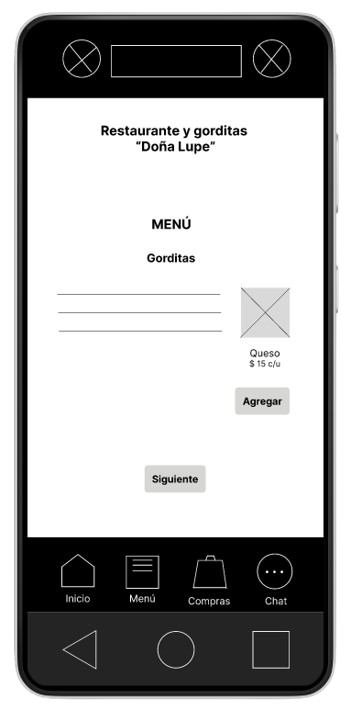 Restaurante y gorditas
“Doña Lupe”
MENÚ
Gorditas
Queso
$ 15 c/u
Agregar
Siguiente
Inicio
Menú
Compras
Chat